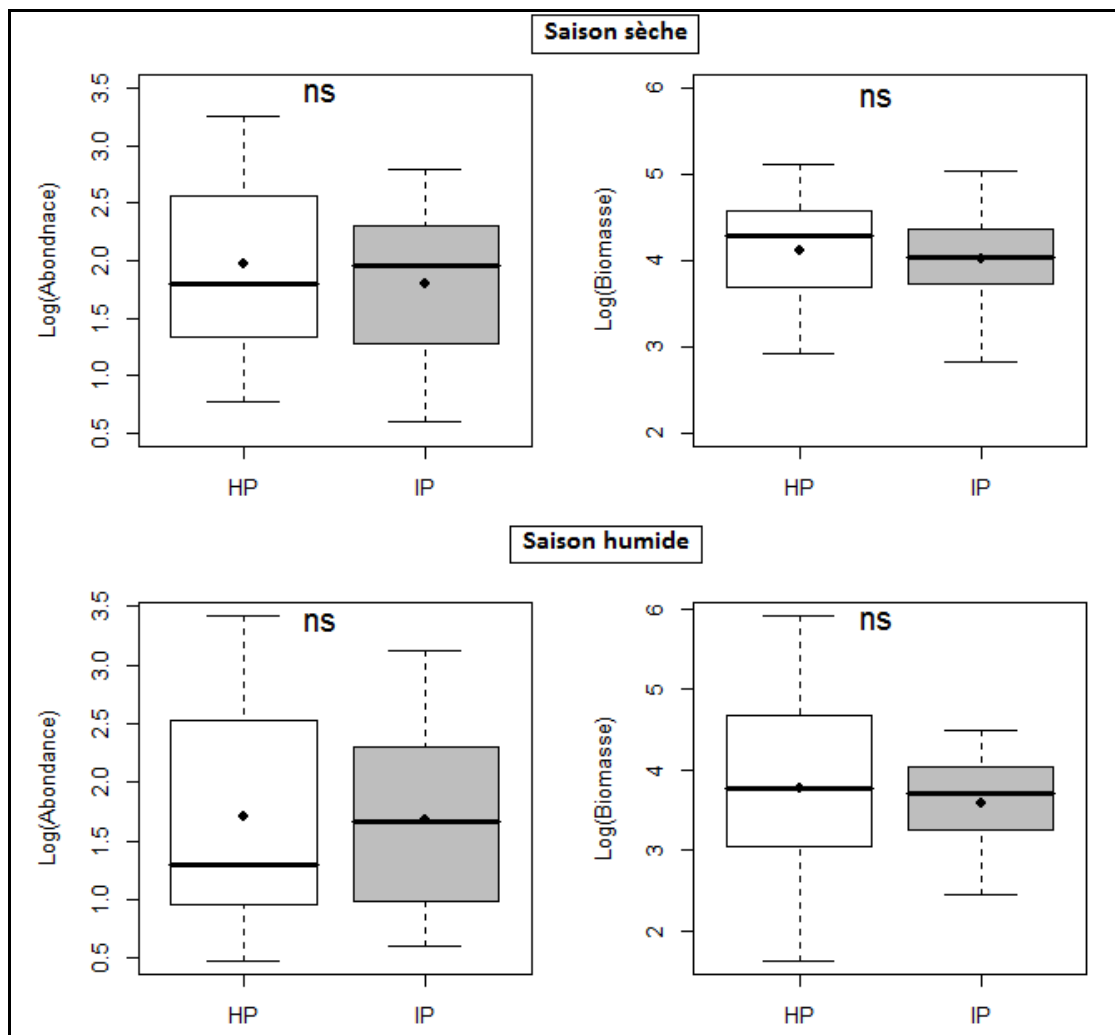 Saison sèche
ns
Log(Abondnace)
3.5
3.0
2.5
2.0
1.5
1.0
0.5
HP
IP
ns
Log(Biomasse)
6
5
4
3
2
HP
IP
Saison humide
ns
Log(Abondance)
3.5
3.0
2.5
2.0
1.5
1.0
0.5
HP
IP
ns
Log(Biomasse)
6
5
4
3
2
HP
IP